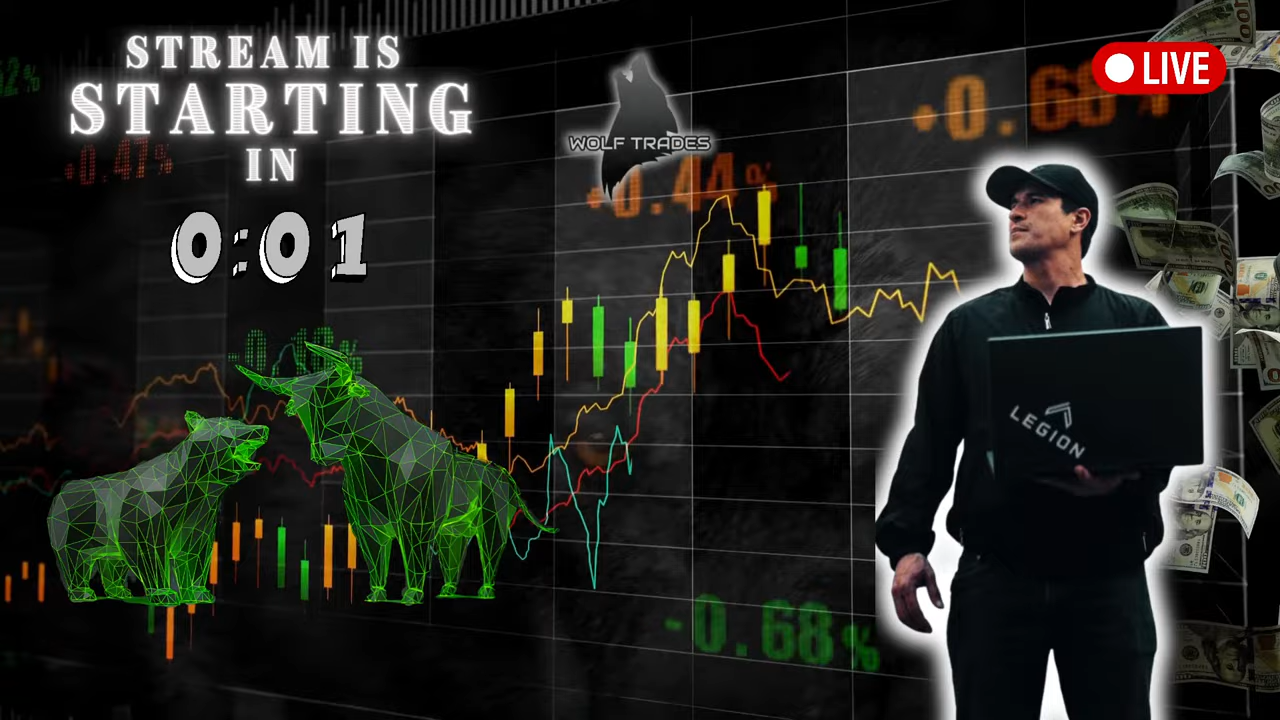 STREAM IS
STARTING
IN
0:01
WOLF TRADES
LIVE
+0.68%
+0.47%
+0.44%
LEGION
-0.68%